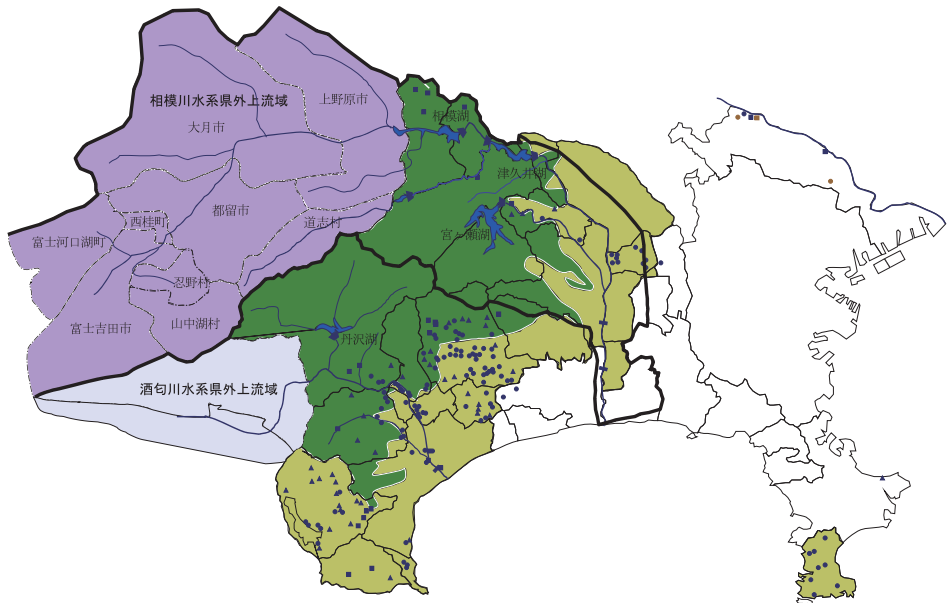 相模川水系県外上流域
上野原市
大月市
相模湖
津久井湖
都留市
西桂町
道志村
富士河口湖町
宮ヶ瀬湖
忍野村
富士吉田市
山中湖村
丹沢湖
酒匂川水系県外上流域